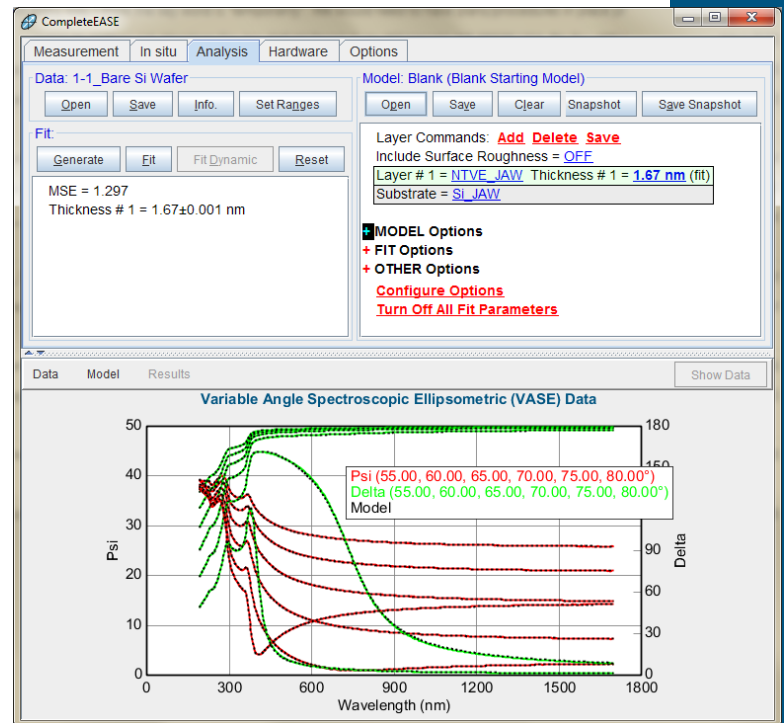 CompleteEASE
Measurement In situ Analysis Hardware Options
Data: 1-1_Bare Si Wafer
Open Save Info. Set Ranges
Fit:
Generate Fit Fit Dynamic Reset
MSE = 1.297
Thickness # 1 = 1.67±0.001 nm
Model: Blank (Blank Starting Model)
Open Save Clear Snapshot Save Snapshot
Layer Commands: Add Delete Save
Include Surface Roughness = OFF
Layer # 1 = NTVE_JAW Thickness # 1 = 1.67 nm (fit)
Substrate = Si_JAW
+ MODEL Options
+ FIT Options
+ OTHER Options
Configure Options
Turn Off All Fit Parameters
Data Model Results Show Data
Variable Angle Spectroscopic Ellipsometric (VASE) Data
Psi
50
40
30
20
10
0
Psi (55.00, 60.00, 65.00, 70.00, 75.00, 80.00°)
Delta (55.00, 60.00, 65.00, 70.00, 75.00, 80.00°)
Model
180
90
60
30
0
Delta
0 300 600 900 1200 1500 1800
Wavelength (nm)